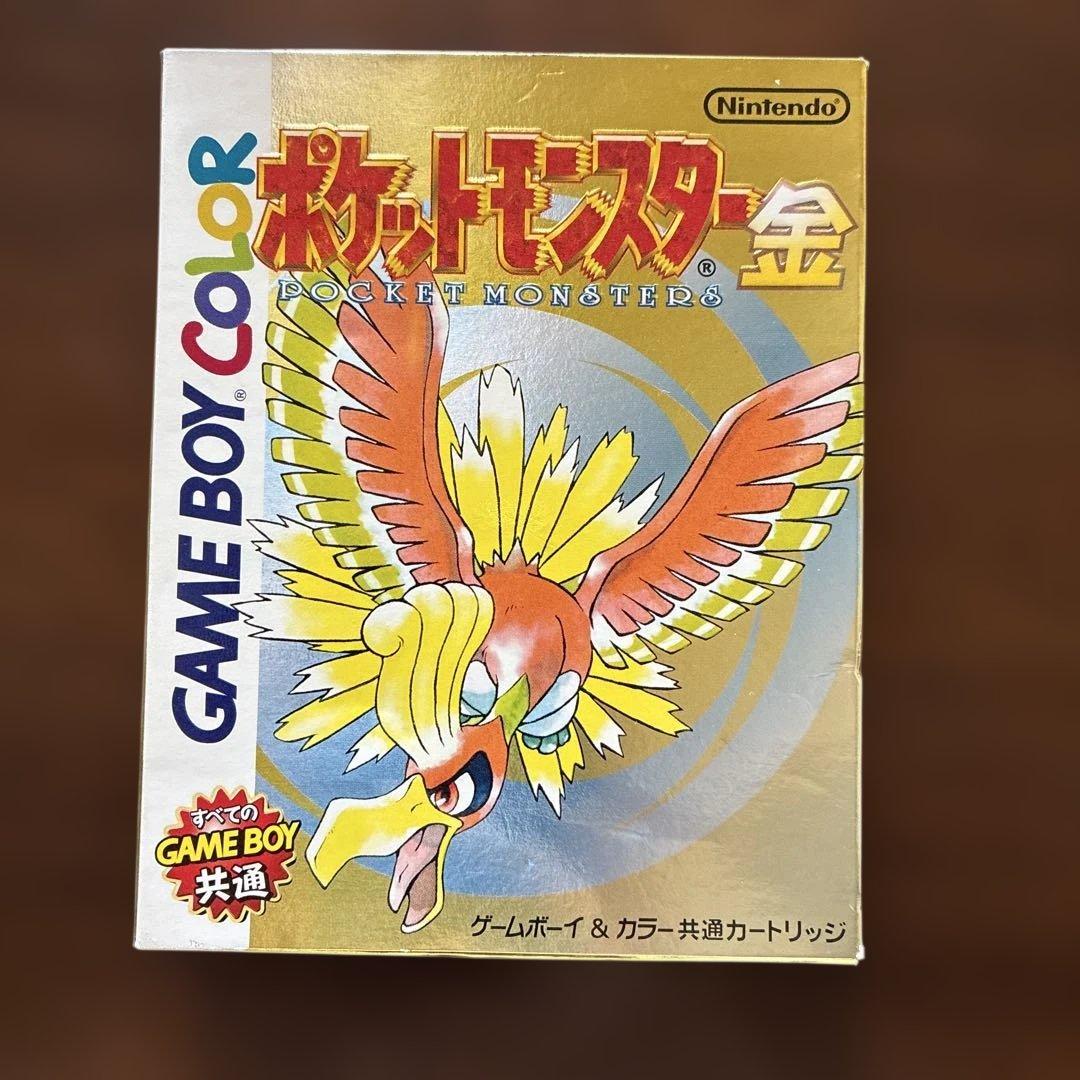 Nintendo®
ポケットモンスター金
®
POCKET MONSTERS
GAME BOY® COLOR
すべての
GAME BOY
共通
ゲームボーイ & カラー共通カートリッジ